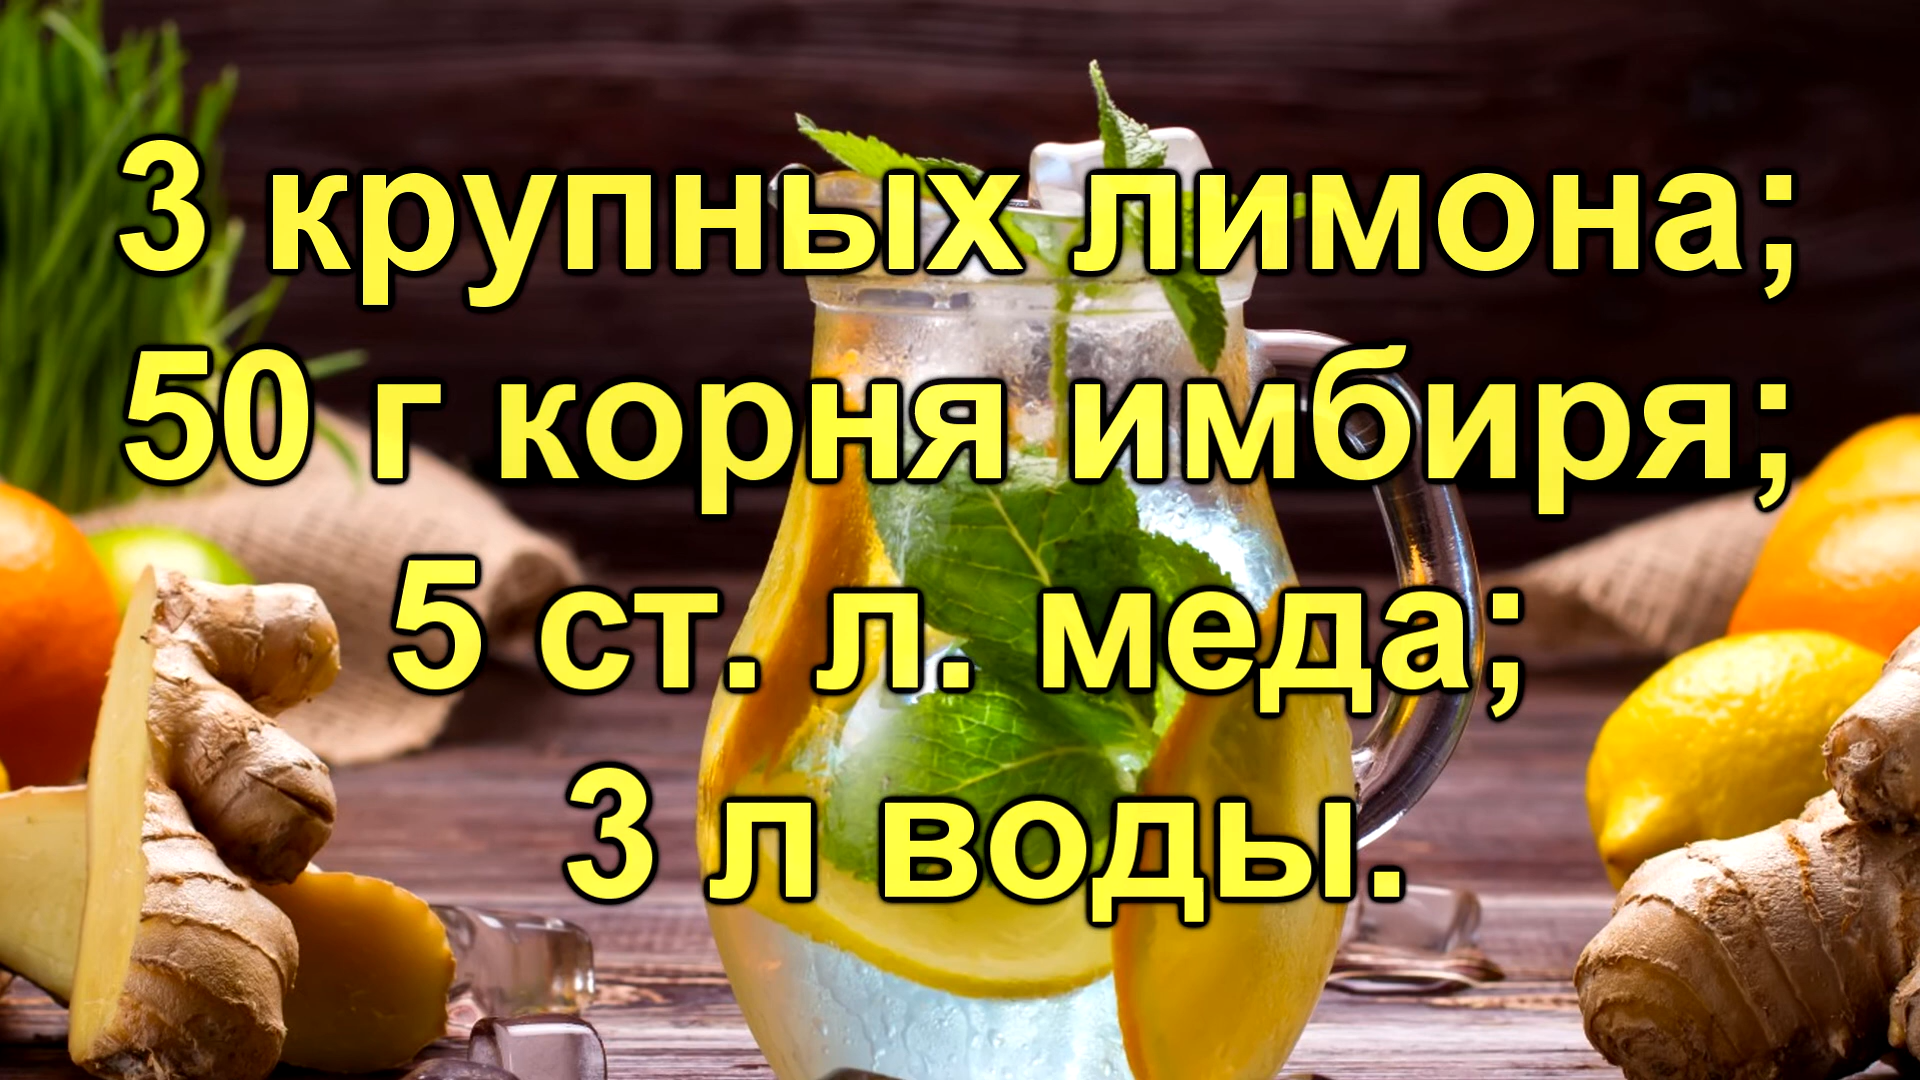 3 крупных лимона;
50 г корня имбиря;
5 ст. л. меда;
3 л воды.